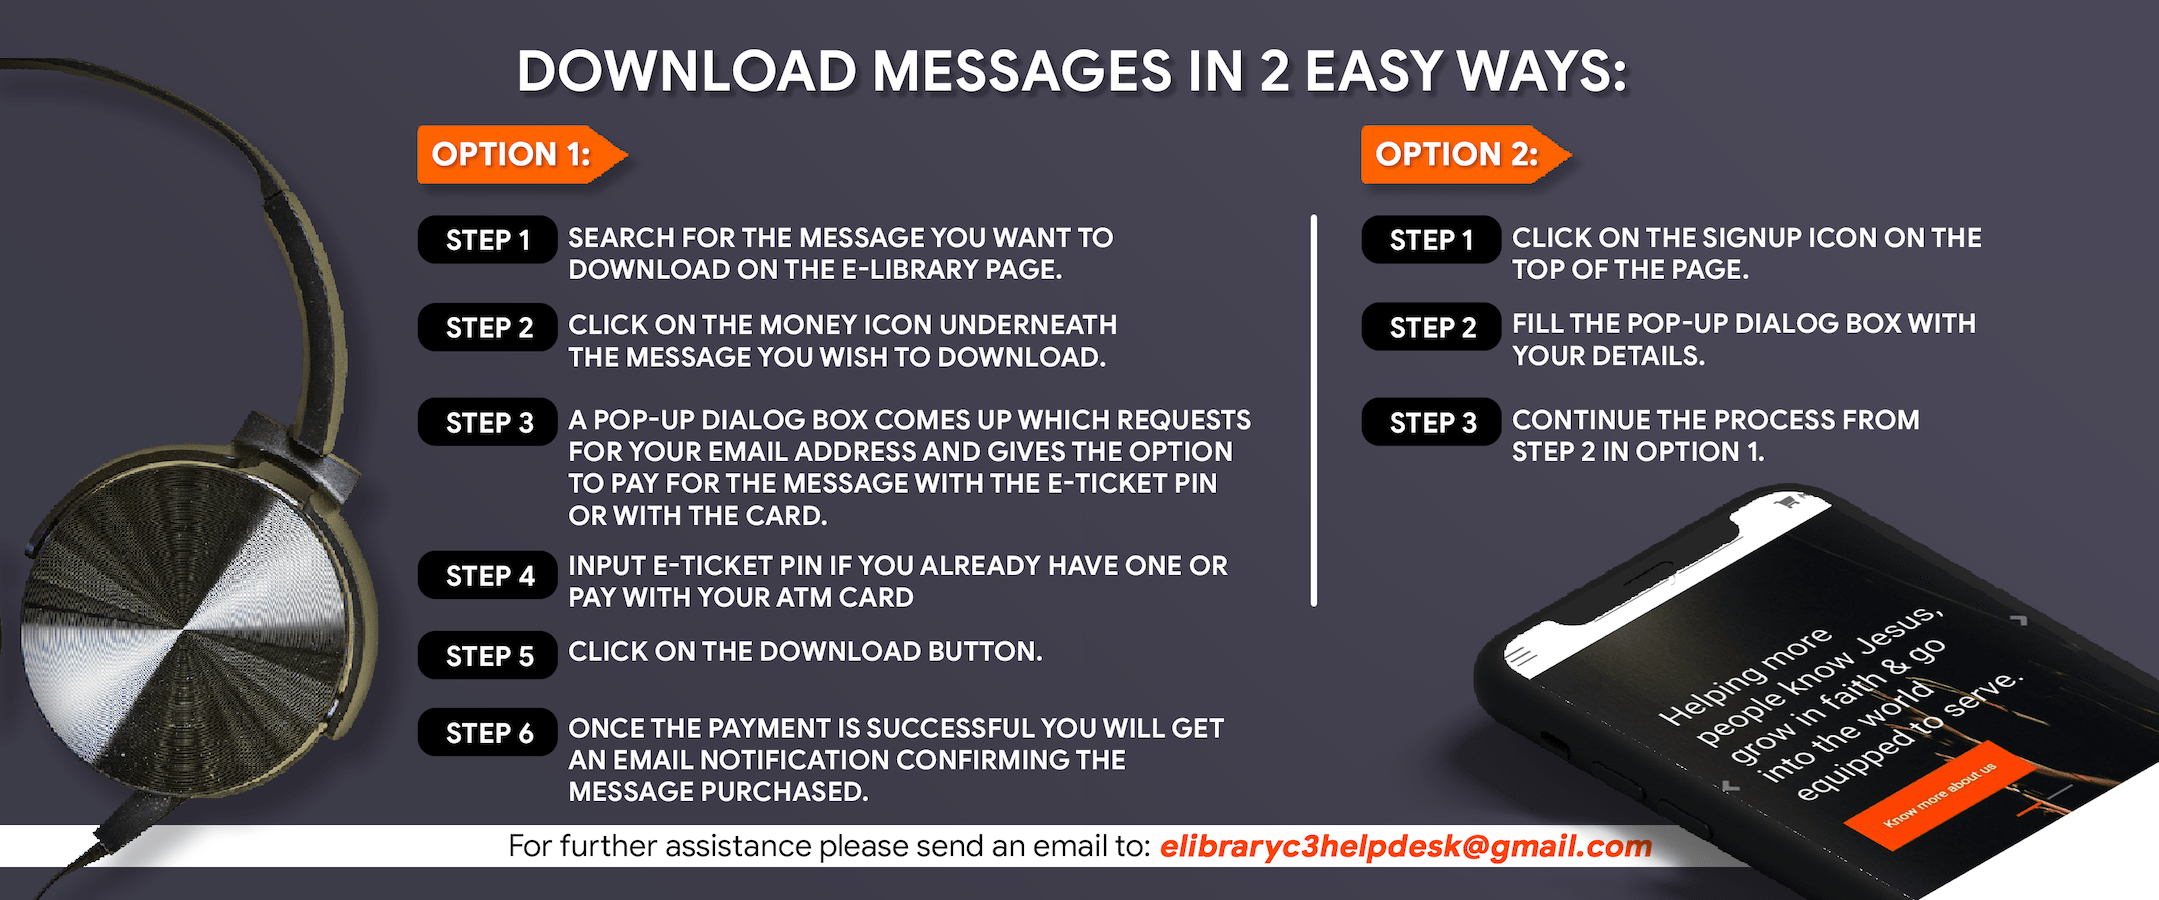 DOWNLOAD MESSAGES IN 2 EASY WAYS:
OPTION 1:
STEP 1
SEARCH FOR THE MESSAGE YOU WANT TO
DOWNLOAD ON THE E-LIBRARY PAGE.
STEP 2
CLICK ON THE MONEY ICON UNDERNEATH
THE MESSAGE YOU WISH TO DOWNLOAD.
STEP 3
A POP-UP DIALOG BOX COMES UP WHICH REQUESTS
FOR YOUR EMAIL ADDRESS AND GIVES THE OPTION
TO PAY FOR THE MESSAGE WITH THE E-TICKET PIN
OR WITH THE CARD.
STEP 4
INPUT E-TICKET PIN IF YOU ALREADY HAVE ONE OR
PAY WITH YOUR ATM CARD
STEP 5
CLICK ON THE DOWNLOAD BUTTON.
STEP 6
ONCE THE PAYMENT IS SUCCESSFUL YOU WILL GET
AN EMAIL NOTIFICATION CONFIRMING THE
MESSAGE PURCHASED.
OPTION 2:
STEP 1
CLICK ON THE SIGNUP ICON ON THE
TOP OF THE PAGE.
STEP 2
FILL THE POP-UP DIALOG BOX WITH
YOUR DETAILS.
STEP 3
CONTINUE THE PROCESS FROM
STEP 2 IN OPTION 1.
Helping more
people know Jesus,
grow in faith & go
into the world
equipped to serve.
Know more about us
For further assistance please send an email to: elibraryc3helpdesk@gmail.com